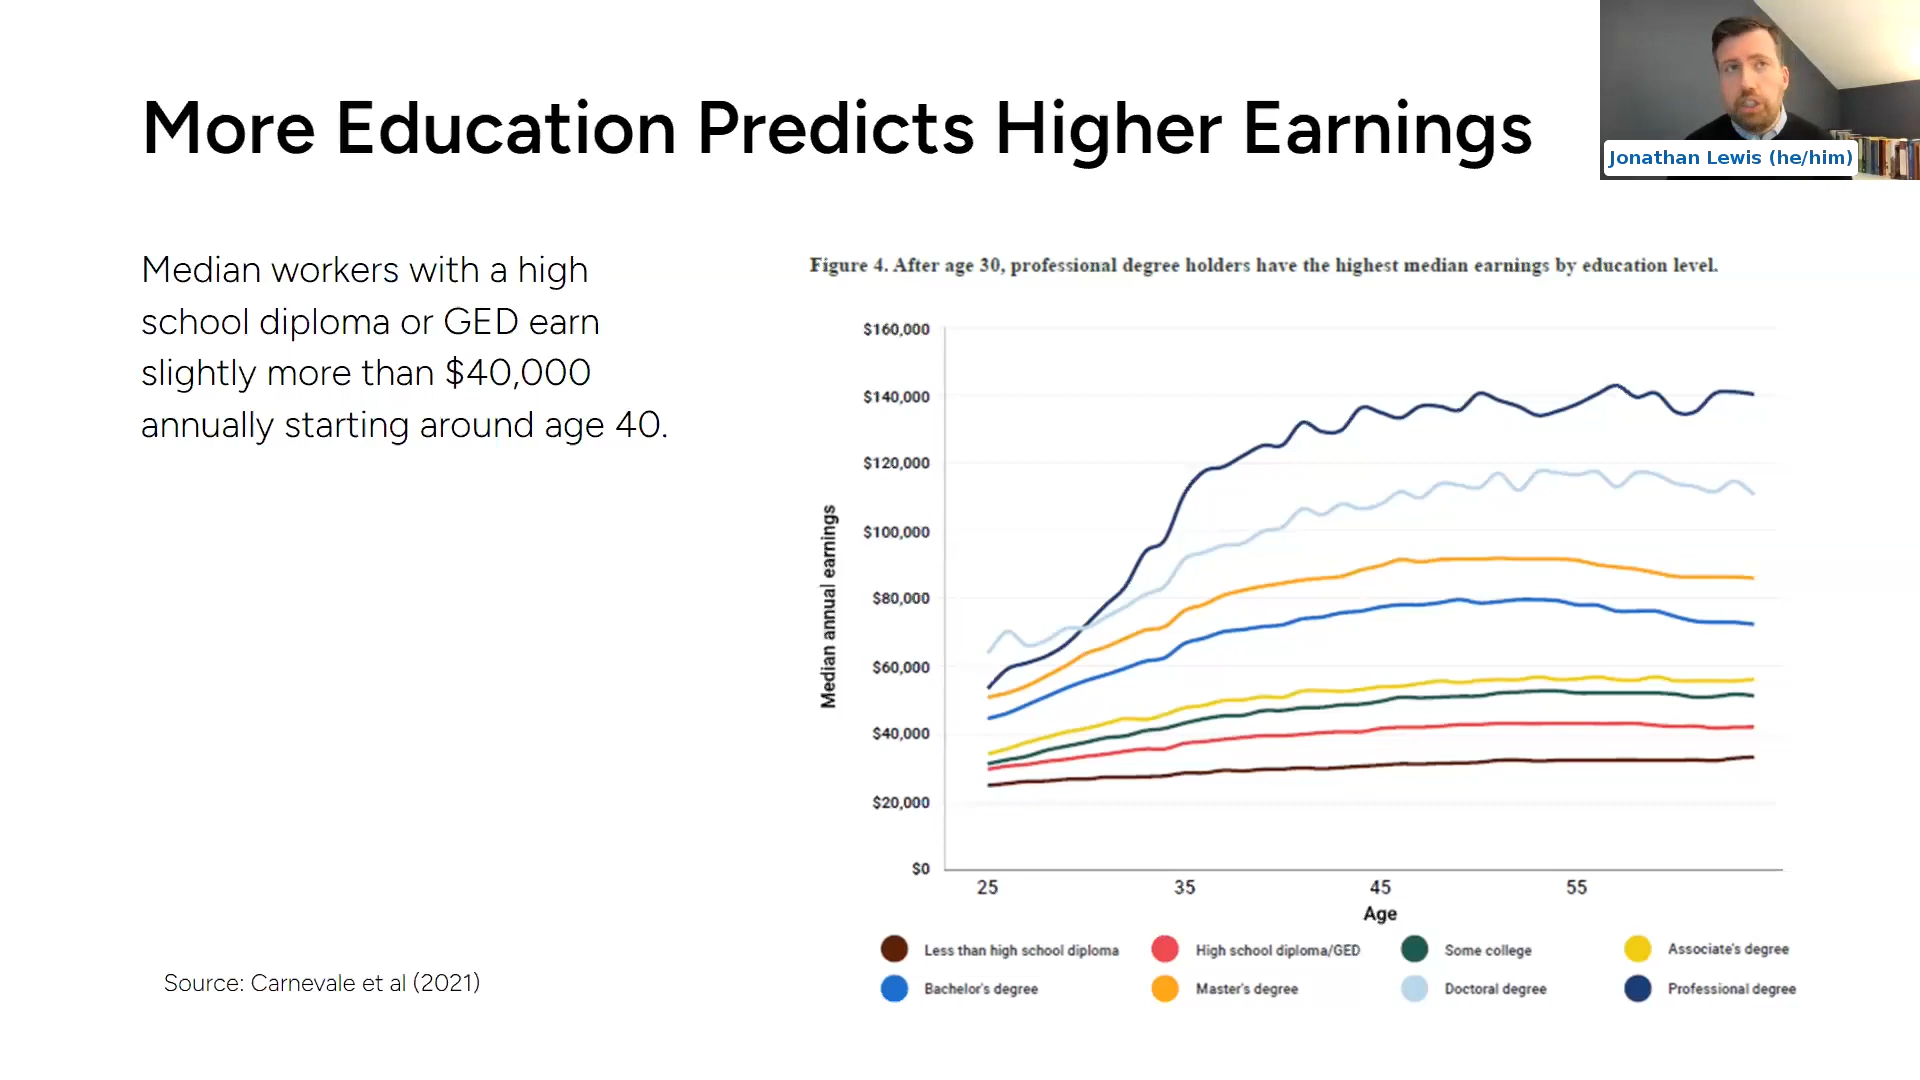 More Education Predicts Higher Earnings
Jonathan Lewis (he/him)
Median workers with a high
school diploma or GED earn
slightly more than $40,000
annually starting around age 40.
Source: Carnevale et al (2021)
Figure 4. After age 30, professional degree holders have the highest median earnings by education level.
Median annual earnings
$160,000
$140,000
$120,000
$100,000
$80,000
$60,000
$40,000
$20,000
$0
25 35 45 55
Age
Less than high school diploma High school diploma/GED Some college Associate's degree
Bachelor's degree Master's degree Doctoral degree Professional degree